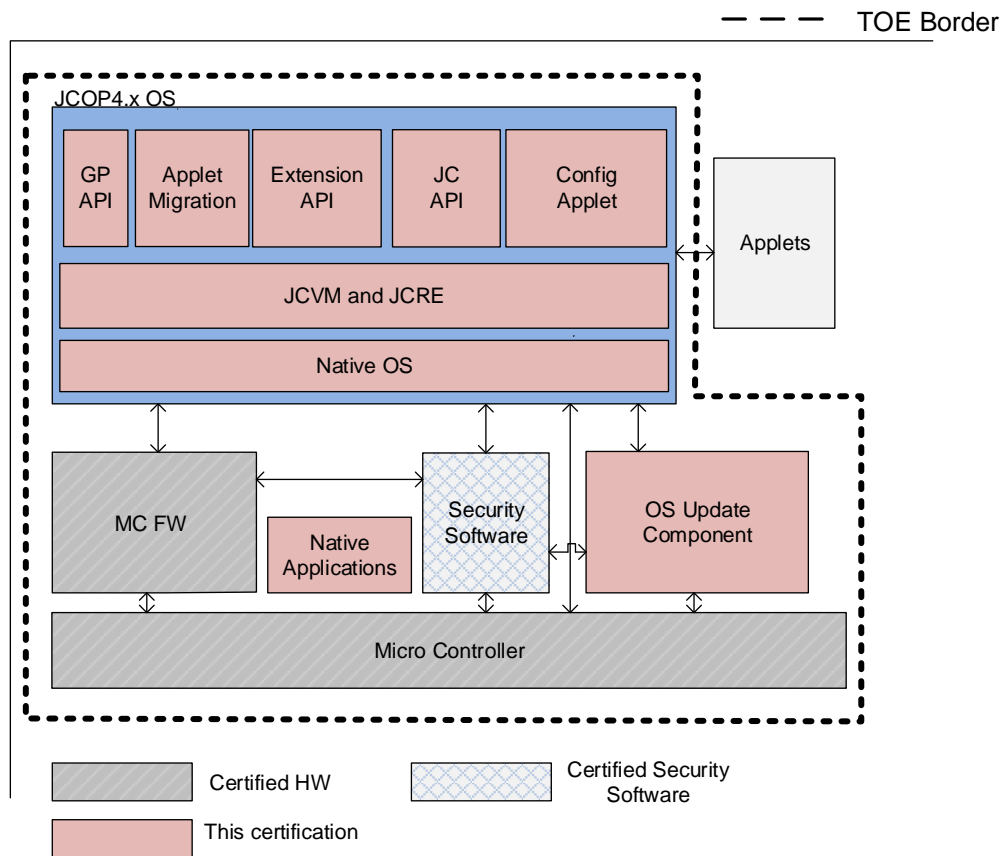 TOE Border
JCOP4.x OS
GP
API
Applet
Migration
Extension
API
JC
API
Config
Applet
Applets
JCVM and JCRE
Native OS
MC FW
Native
Applications
Security
Software
OS Update
Component
Micro Controller
Certified HW
Certified Security
Software
This certification